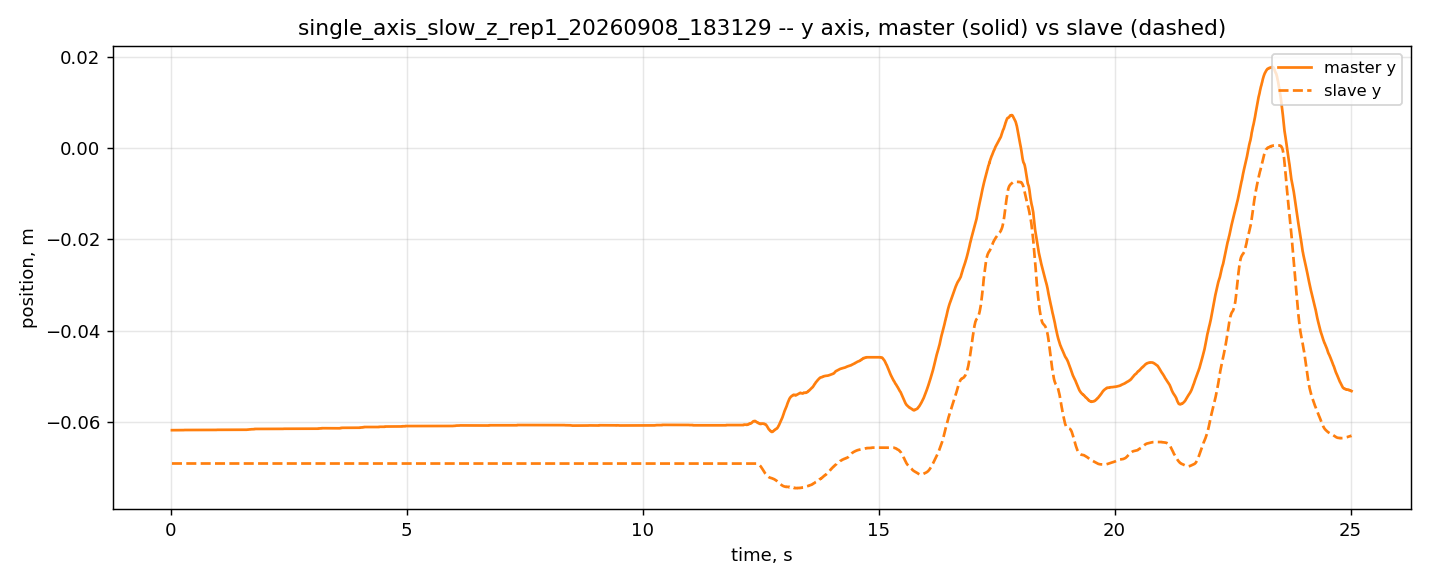 single_axis_slow_z_rep1_20260908_183129 -- y axis, master (solid) vs slave (dashed)
master y
slave y
position, m
0.02
0.00
−0.02
−0.04
−0.06
0
5
10
15
20
25
time, s